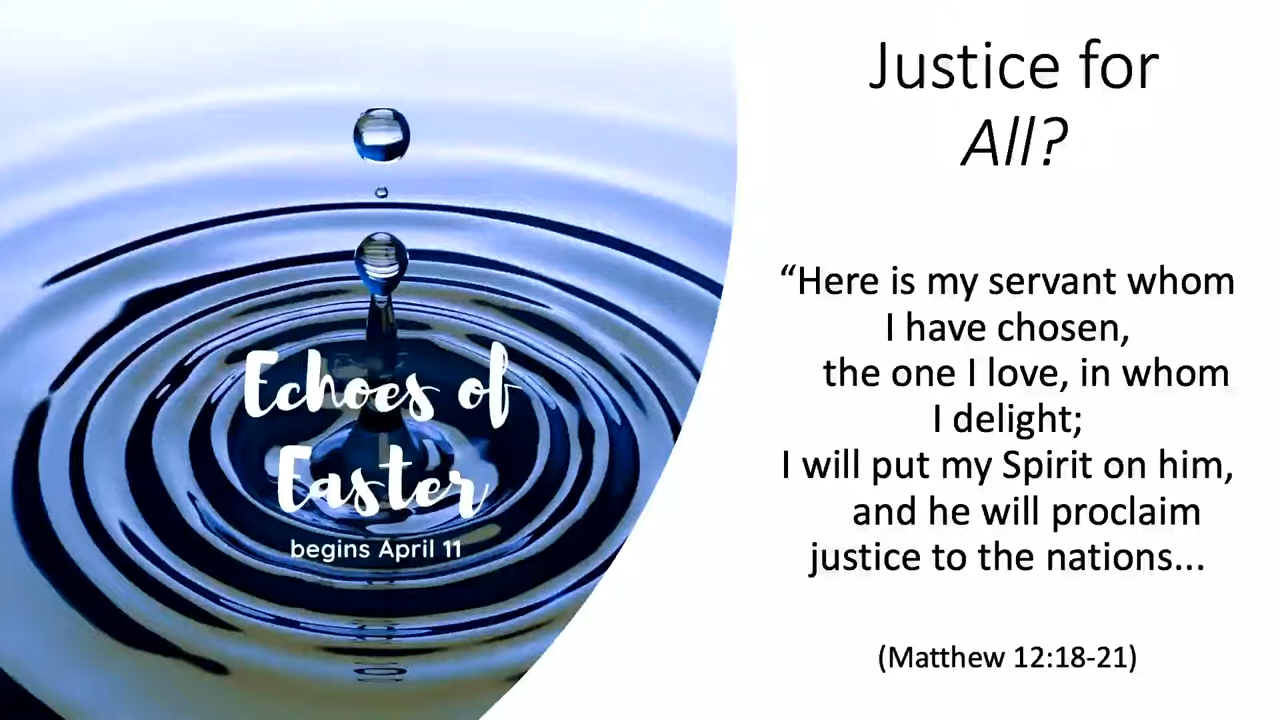 Echoes of
Easter
begins April 11
Justice for
All?
“Here is my servant whom
I have chosen,
the one I love, in whom
I delight;
I will put my Spirit on him,
and he will proclaim
justice to the nations...
(Matthew 12:18-21)